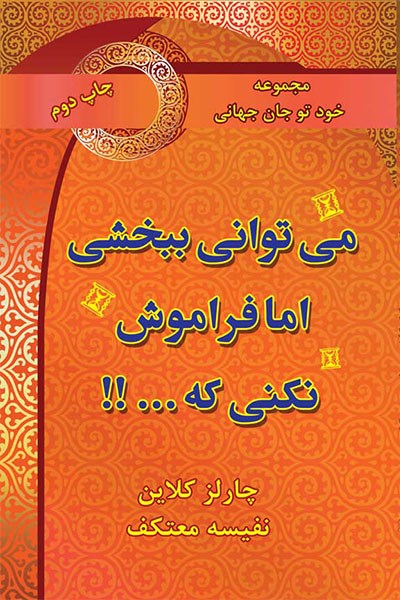 مجموعه
خود تو جان جهانی
چاپ دوم
می توانی ببخشی
اما فراموش
نکنی که ... !!
چارلز کلاین
نفیسه معتکف